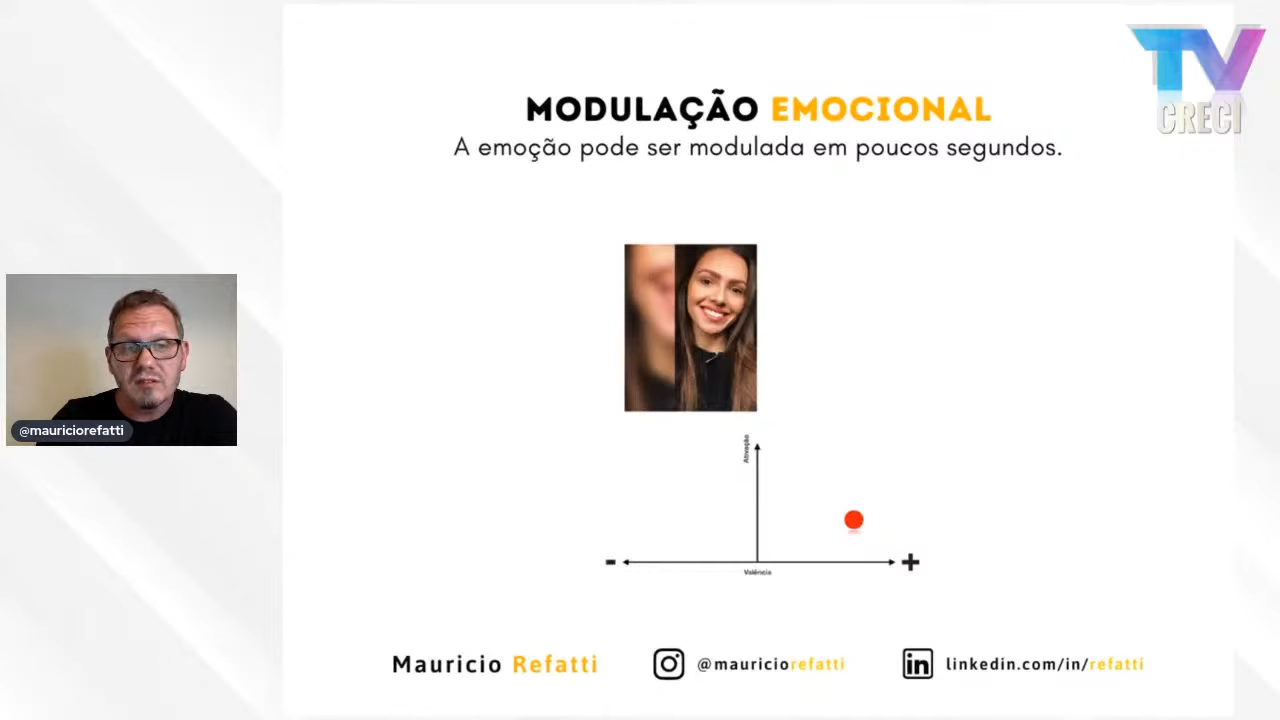 TV
CRECI
MODULAÇÃO EMOCIONAL
A emoção pode ser modulada em poucos segundos.
@mauriciorefatti
Ativação
- +
Valência
Mauricio Refatti
@mauriciorefatti
linkedin.com/in/refatti